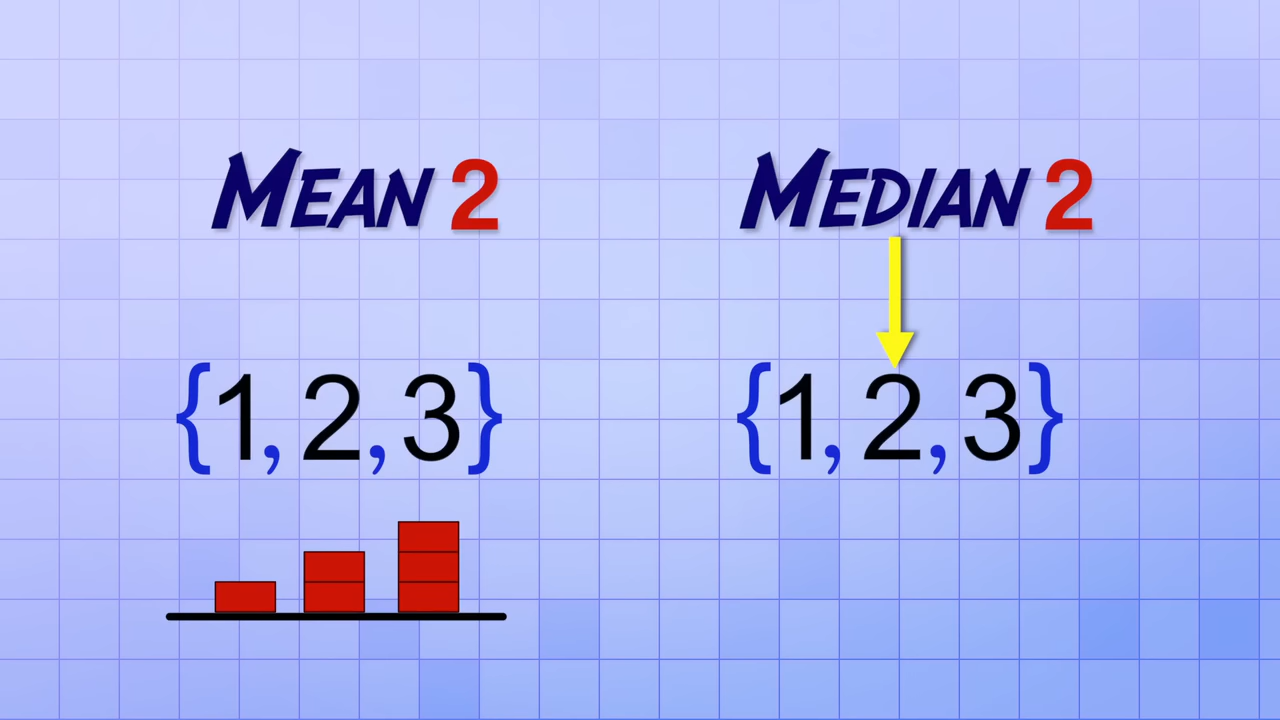 MEAN 2
MEDIAN 2
{1, 2, 3}
{1, 2, 3}